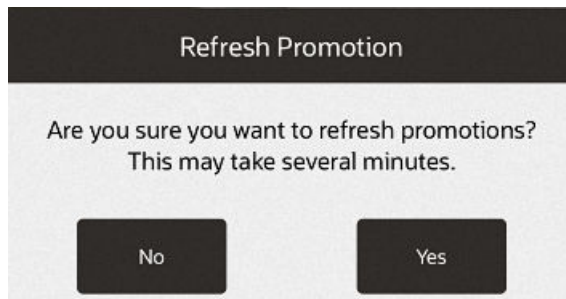 Refresh Promotion
Are you sure you want to refresh promotions?
This may take several minutes.
No
Yes